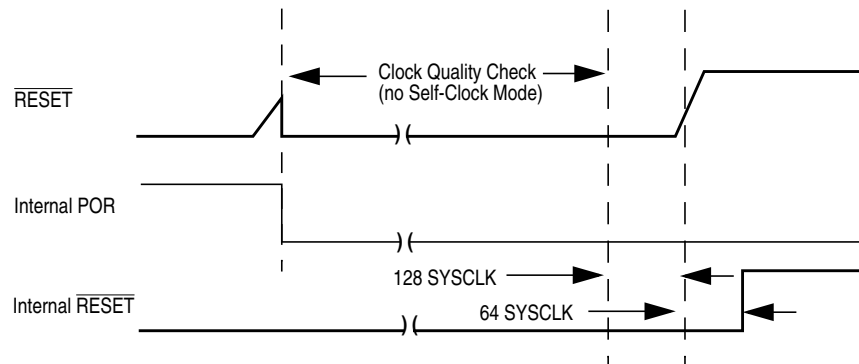 Clock Quality Check
(no Self-Clock Mode)
RESET
Internal POR
128 SYSCLK
Internal RESET
64 SYSCLK